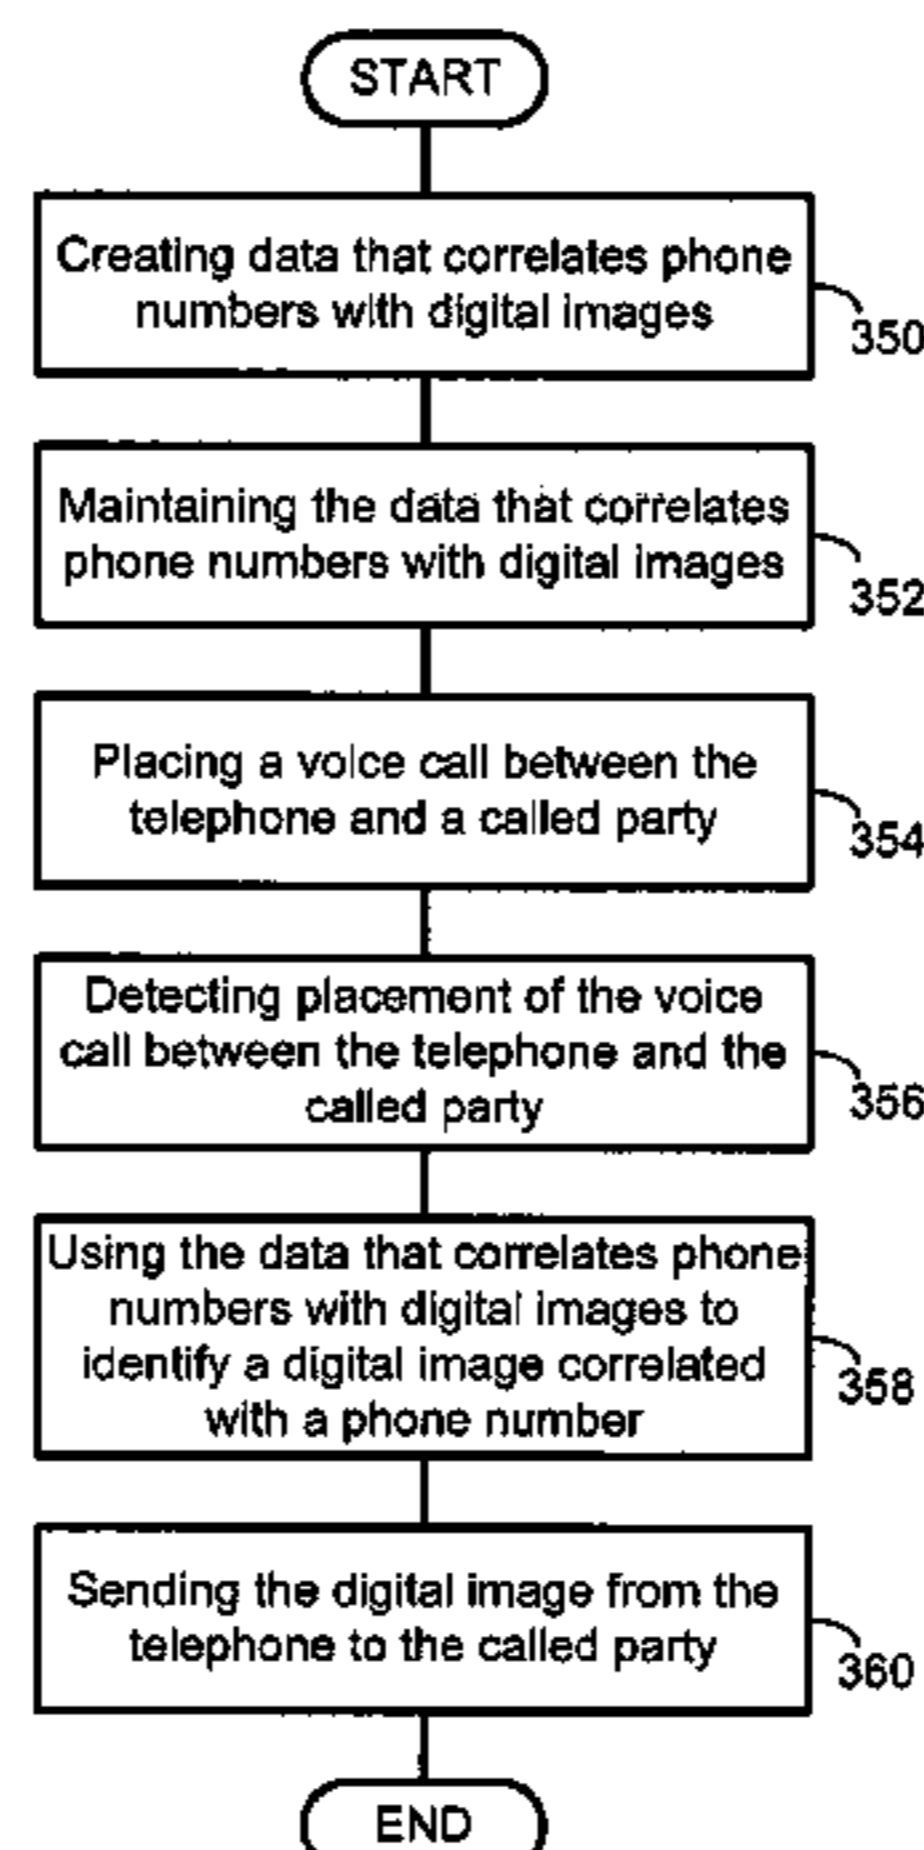 START
Creating data that correlates phone
numbers with digital images
350
Maintaining the data that correlates
phone numbers with digital images
352
Placing a voice call between the
telephone and a called party
354
Detecting placement of the voice
call between the telephone and the
called party
356
Using the data that correlates phone
numbers with digital images to
identify a digital image correlated
with a phone number
358
Sending the digital image from the
telephone to the called party
360
END